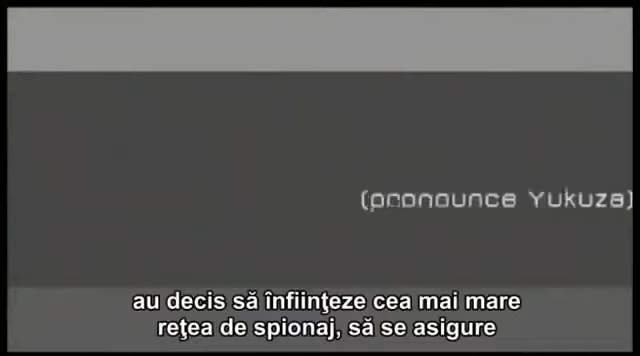 (pronounce Yukuza)
au decis să înfiinţeze cea mai mare
reţea de spionaj, să se asigure